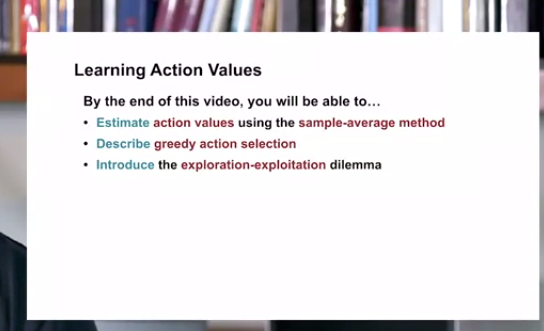 Learning Action Values
By the end of this video, you will be able to…
• Estimate action values using the sample-average method
• Describe greedy action selection
• Introduce the exploration-exploitation dilemma